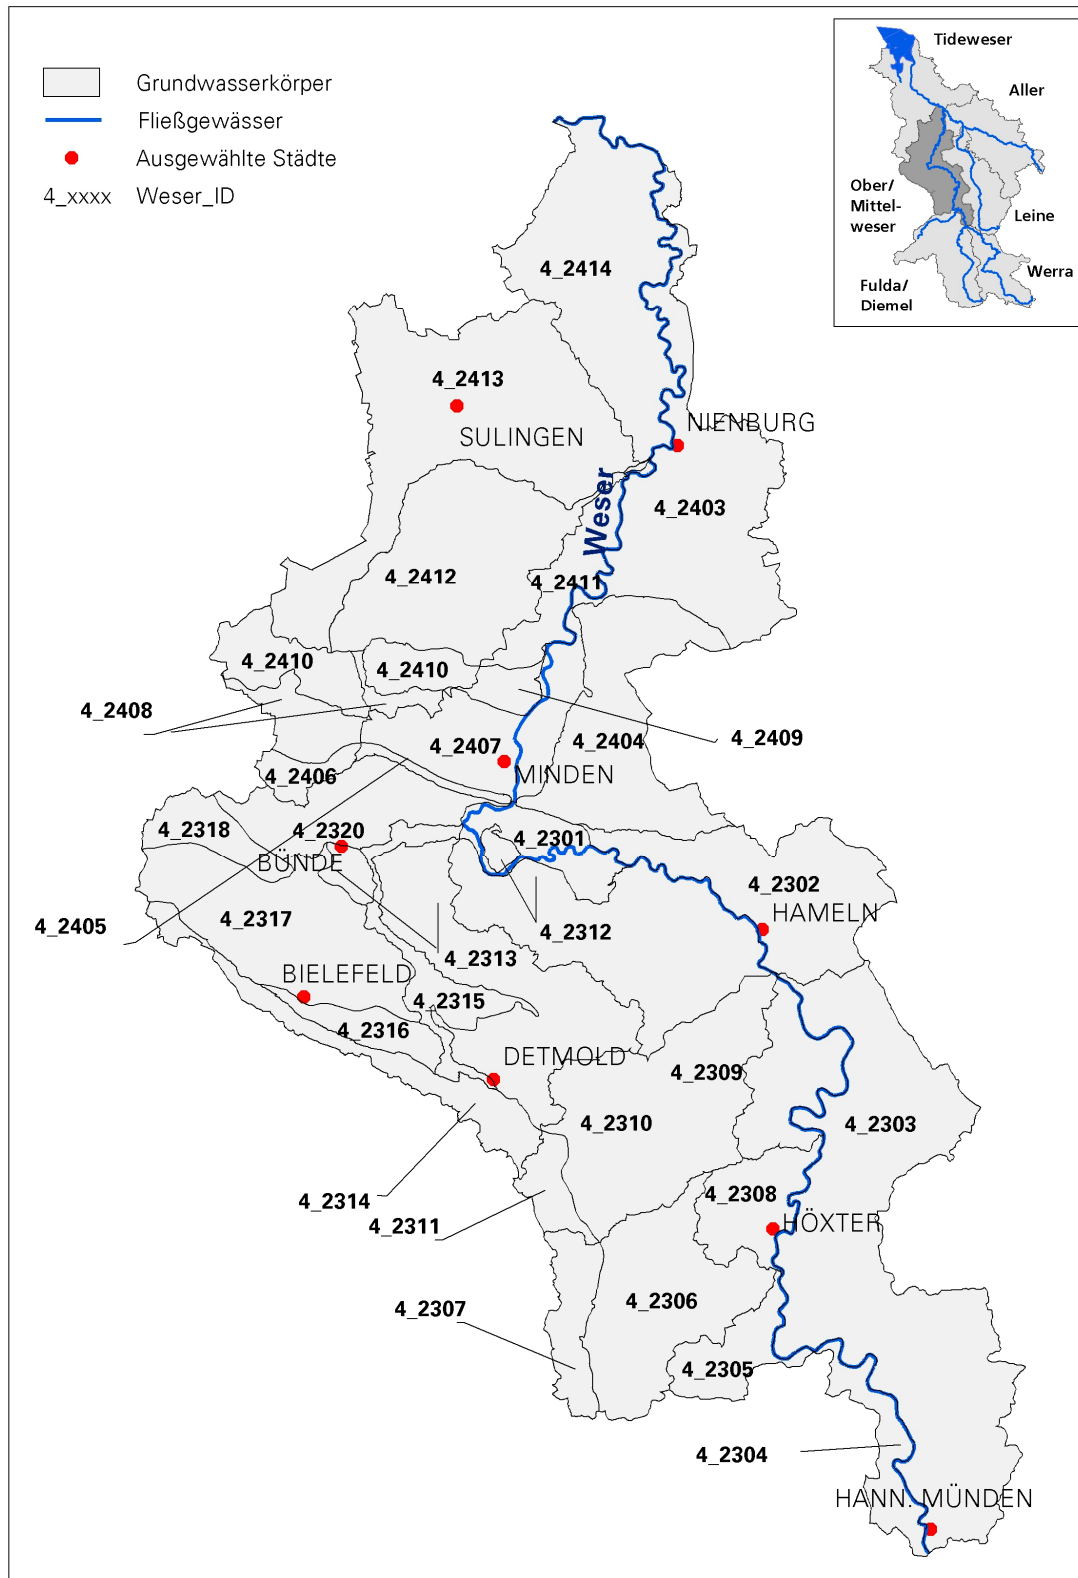 Grundwasserkörper
Fließgewässer
Ausgewählte Städte
4_xxxx Weser_ID
Tideweser
Aller
Ober/
Mittel-
weser
Leine
Werra
Fulda/
Diemel
4_2414
4_2413
SULINGEN
NIENBURG
Weser
4_2403
4_2412
4_2411
4_2410
4_2410
4_2408
4_2407
4_2404
4_2409
4_2406
MINDEN
4_2318
4_2320
4_2301
BÜNDE
4_2302
HAMELN
4_2317
4_2405
4_2312
4_2313
BIELEFELD
4_2315
4_2316
DETMOLD
4_2309
4_2310
4_2303
4_2314
4_2308
4_2311
HÖXTER
4_2307
4_2306
4_2305
4_2304
HANN. MÜNDEN